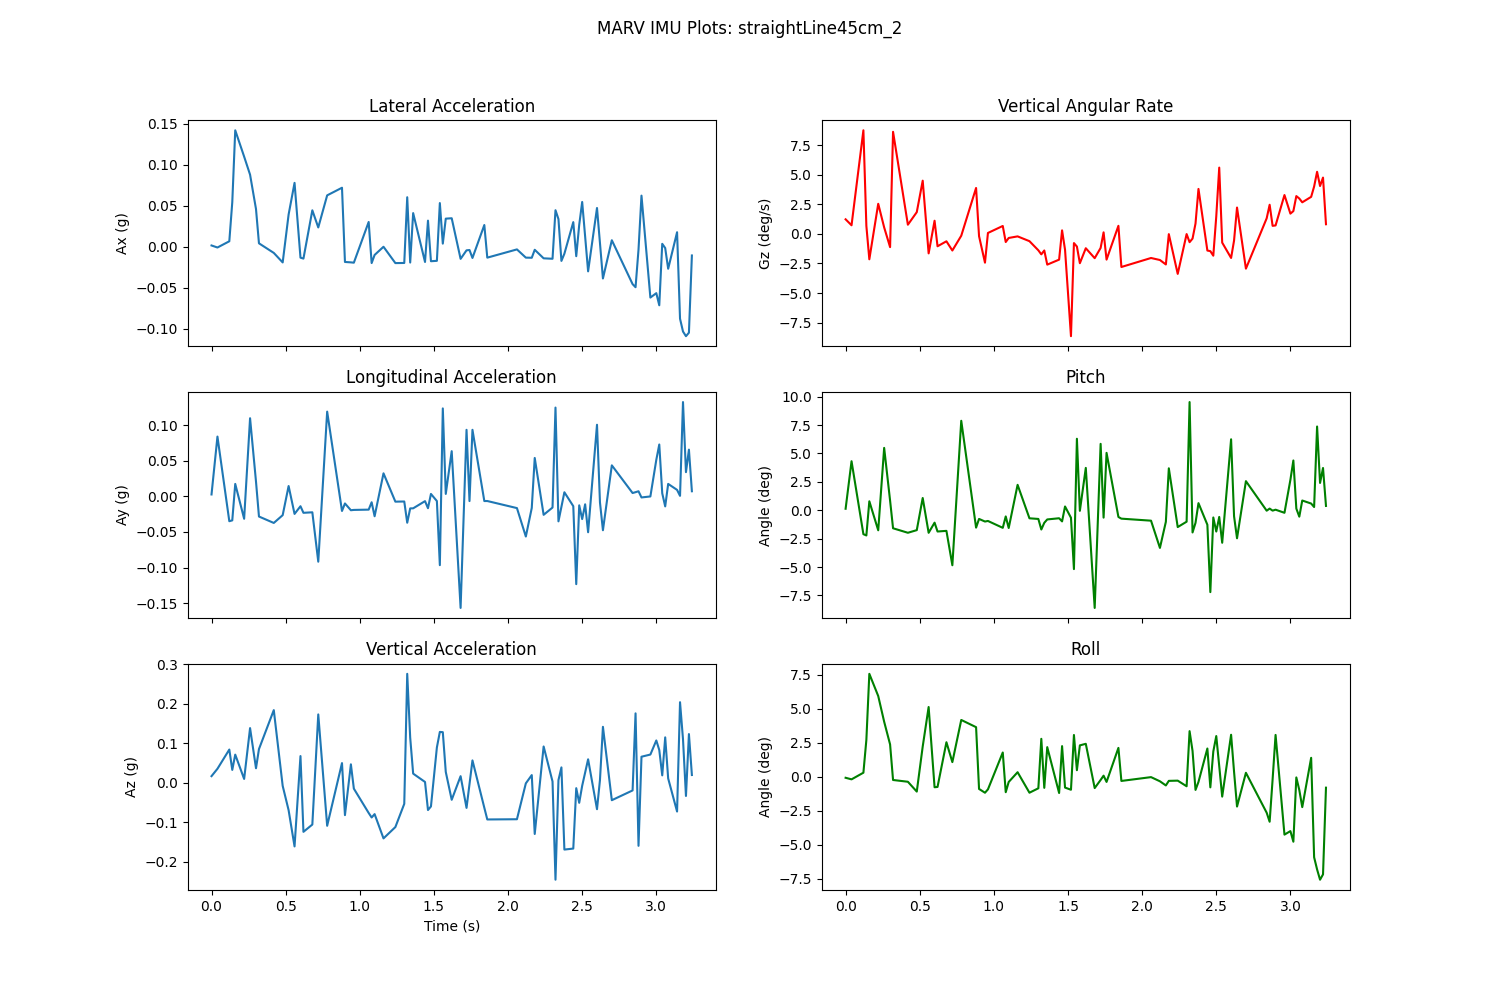 MARV IMU Plots: straightLine45cm_2
Lateral Acceleration
Ax (g)
0.15
0.10
0.05
0.00
−0.05
−0.10
Vertical Angular Rate
Gz (deg/s)
7.5
5.0
2.5
0.0
−2.5
−5.0
−7.5
Longitudinal Acceleration
Ay (g)
0.10
0.05
0.00
−0.05
−0.10
−0.15
Pitch
Angle (deg)
10.0
7.5
5.0
2.5
0.0
−2.5
−5.0
−7.5
Vertical Acceleration
Az (g)
0.3
0.2
0.1
0.0
−0.1
−0.2
0.0 0.5 1.0 1.5 2.0 2.5 3.0
Time (s)
Roll
Angle (deg)
7.5
5.0
2.5
0.0
−2.5
−5.0
−7.5
0.0 0.5 1.0 1.5 2.0 2.5 3.0